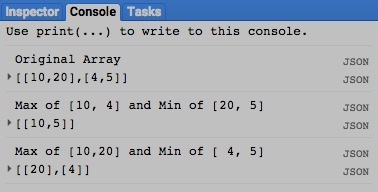 Inspector Console Tasks
Use print(...) to write to this console.
Original Array JSON
[[10,20],[4,5]] JSON
Max of [10, 4] and Min of [20, 5] JSON
[[10,5]] JSON
Max of [10,20] and Min of [ 4, 5] JSON
[[20],[4]] JSON